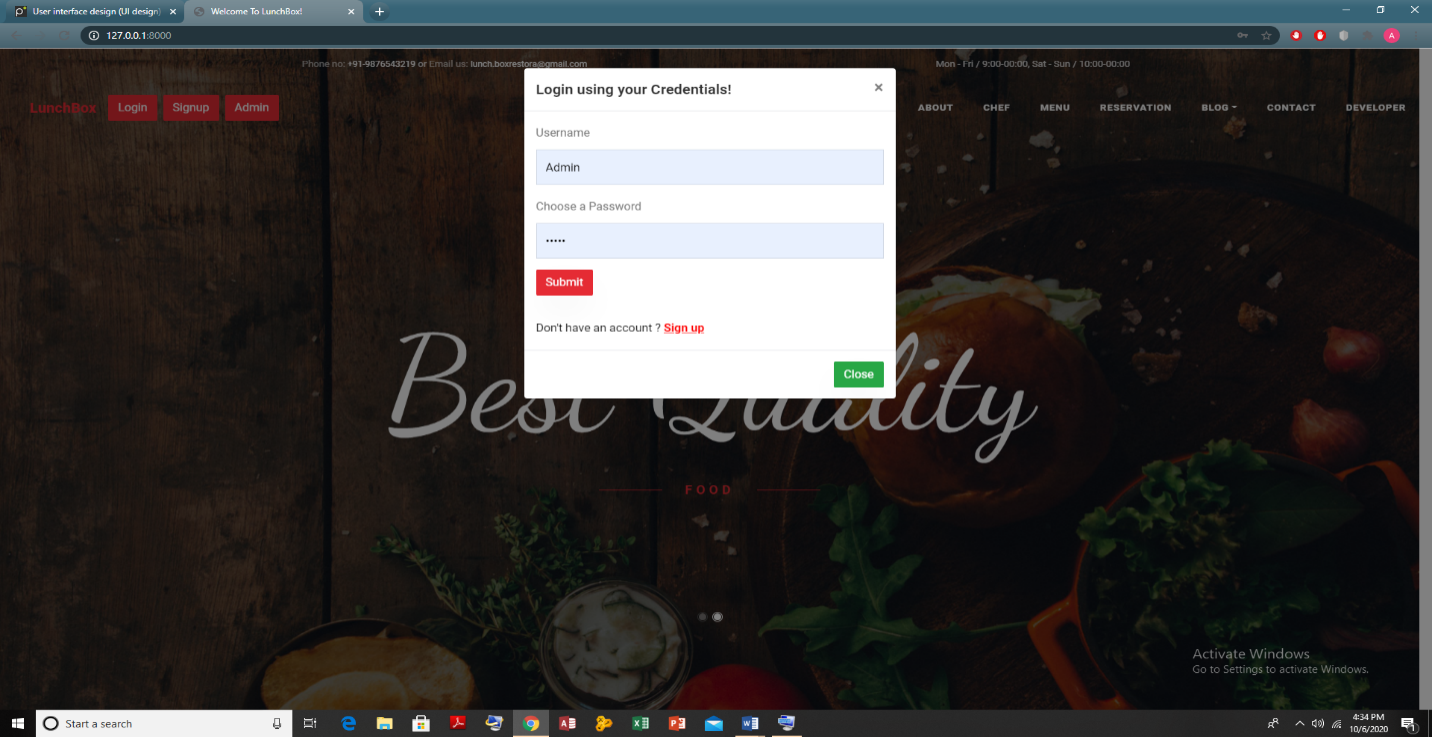 User interface design (UI design)
Welcome To LunchBox!
127.0.0.1:8000
A
Phone no: +91-9876543219 or Email us: lunch.boxrestora@gmail.com
Mon - Fri / 9:00-00:00, Sat - Sun / 10:00-00:00
LunchBox
Login
Signup
Admin
ABOUT
CHEF
MENU
RESERVATION
BLOG
CONTACT
DEVELOPER
Login using your Credentials!
×
Username
Admin
Choose a Password
•••••
Submit
Don't have an account ? Sign up
Close
Best Quality
FOOD
Activate Windows
Go to Settings to activate Windows.
Start a search
4:34 PM
10/6/2020
1